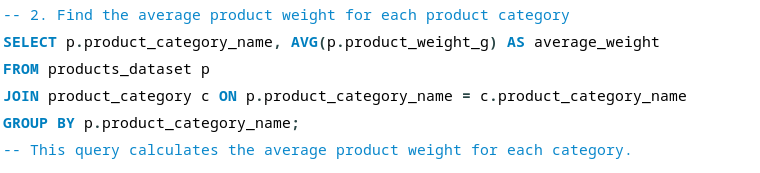 -- 2. Find the average product weight for each product category
SELECT p.product_category_name, AVG(p.product_weight_g) AS average_weight
FROM products_dataset p
JOIN product_category c ON p.product_category_name = c.product_category_name
GROUP BY p.product_category_name;
-- This query calculates the average product weight for each category.